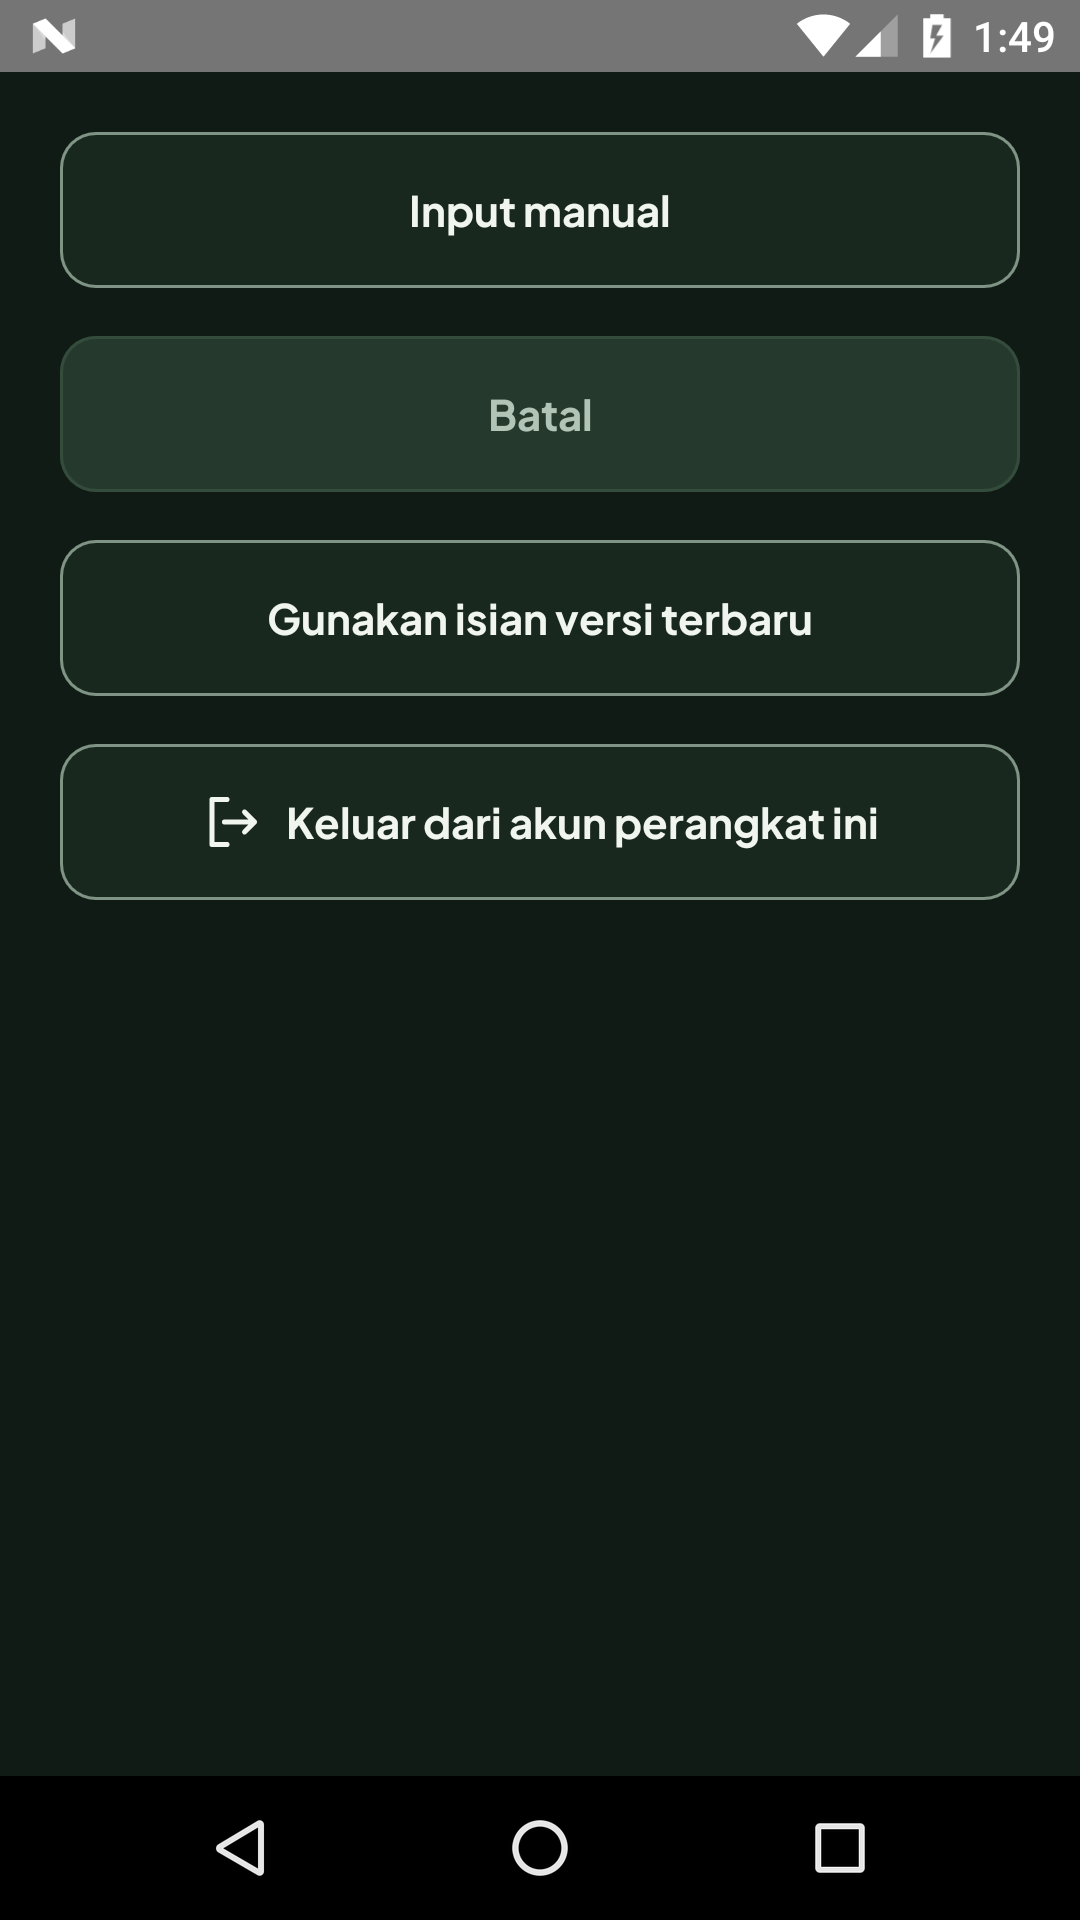 1:49
Input manual
Batal
Gunakan isian versi terbaru
Keluar dari akun perangkat ini